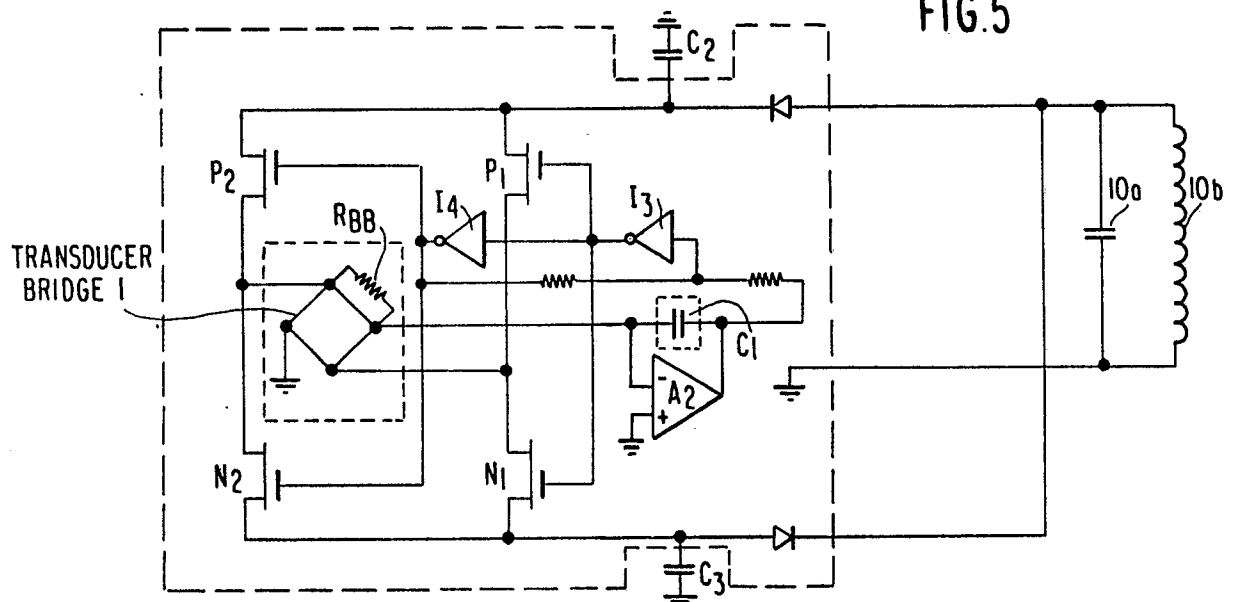 FIG.5
C2
P2
P1
I4
I3
RBB
10a
10b
TRANSDUCER
BRIDGE 1
C1
-
A2
+
N2
N1
C3